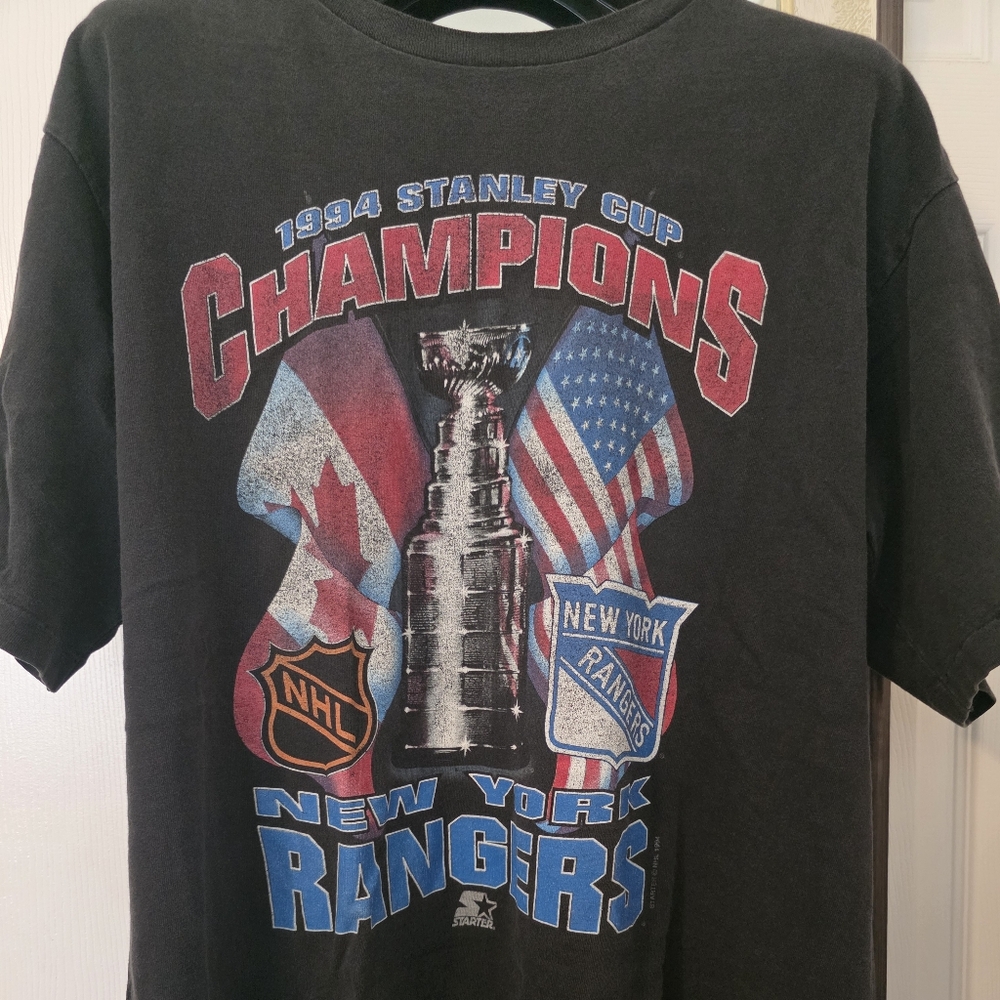 1994 STANLEY CUP
CHAMPIONS
NEW YORK
RANGERS
NHL
NEW YORK
RANGERS
STARTER